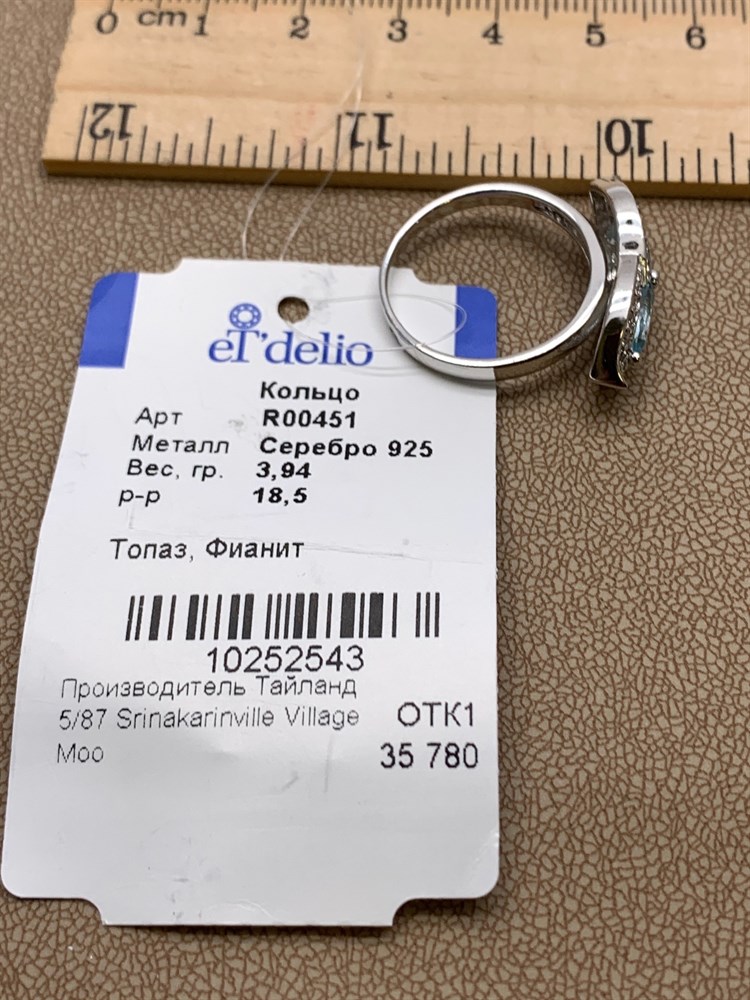 0 cm 1 2 3 4 5 6
12 11 10
eT'delio
Кольцо
Арт R00451
Металл Серебро 925
Вес, гр. 3,94
р-р 18,5
Топаз, Фианит
10252543
Производитель Тайланд
5/87 Srinakarinville Village ОТК1
Moo 35 780